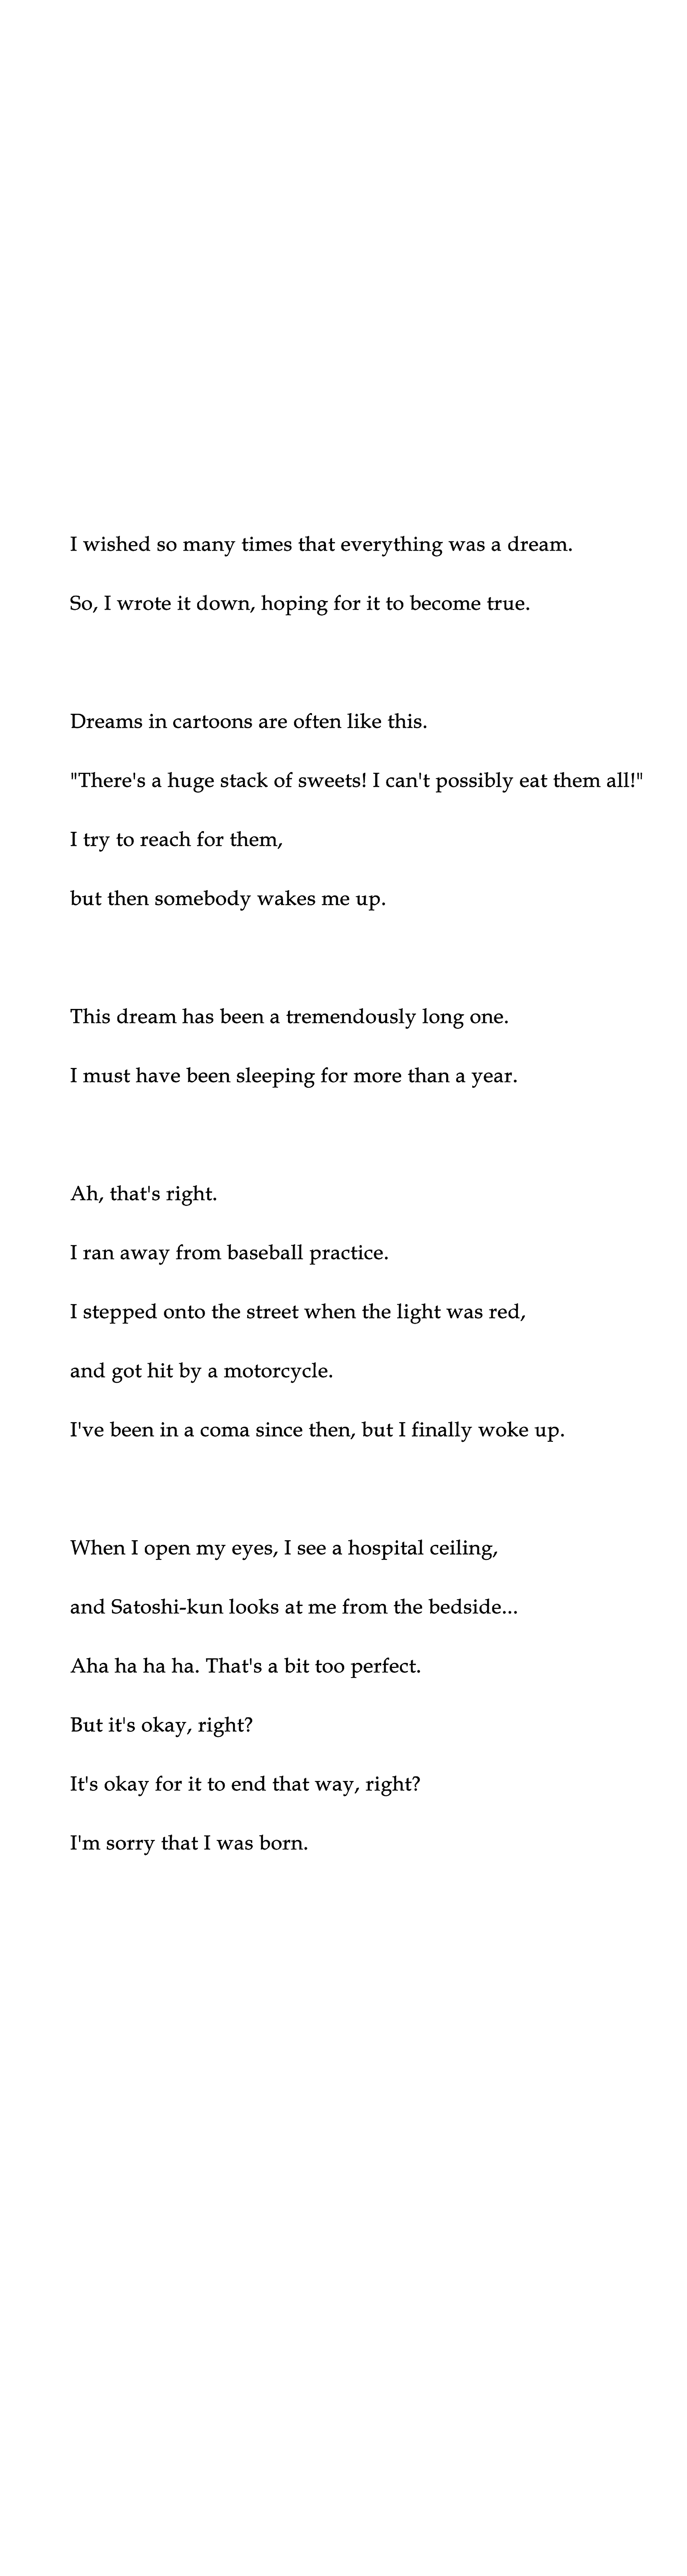 I wished so many times that everything was a dream.
So, I wrote it down, hoping for it to become true.
Dreams in cartoons are often like this.
"There's a huge stack of sweets! I can't possibly eat them all!"
I try to reach for them,
but then somebody wakes me up.
This dream has been a tremendously long one.
I must have been sleeping for more than a year.
Ah, that's right.
I ran away from baseball practice.
I stepped onto the street when the light was red,
and got hit by a motorcycle.
I've been in a coma since then, but I finally woke up.
When I open my eyes, I see a hospital ceiling,
and Satoshi-kun looks at me from the bedside...
Aha ha ha ha. That's a bit too perfect.
But it's okay, right?
It's okay for it to end that way, right?
I'm sorry that I was born.